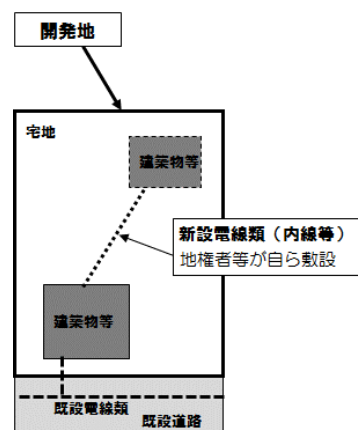 開発地
宅地
建築物等
新設電線類（内線等）
地権者等が自ら敷設
建築物等
既設電線類
既設道路